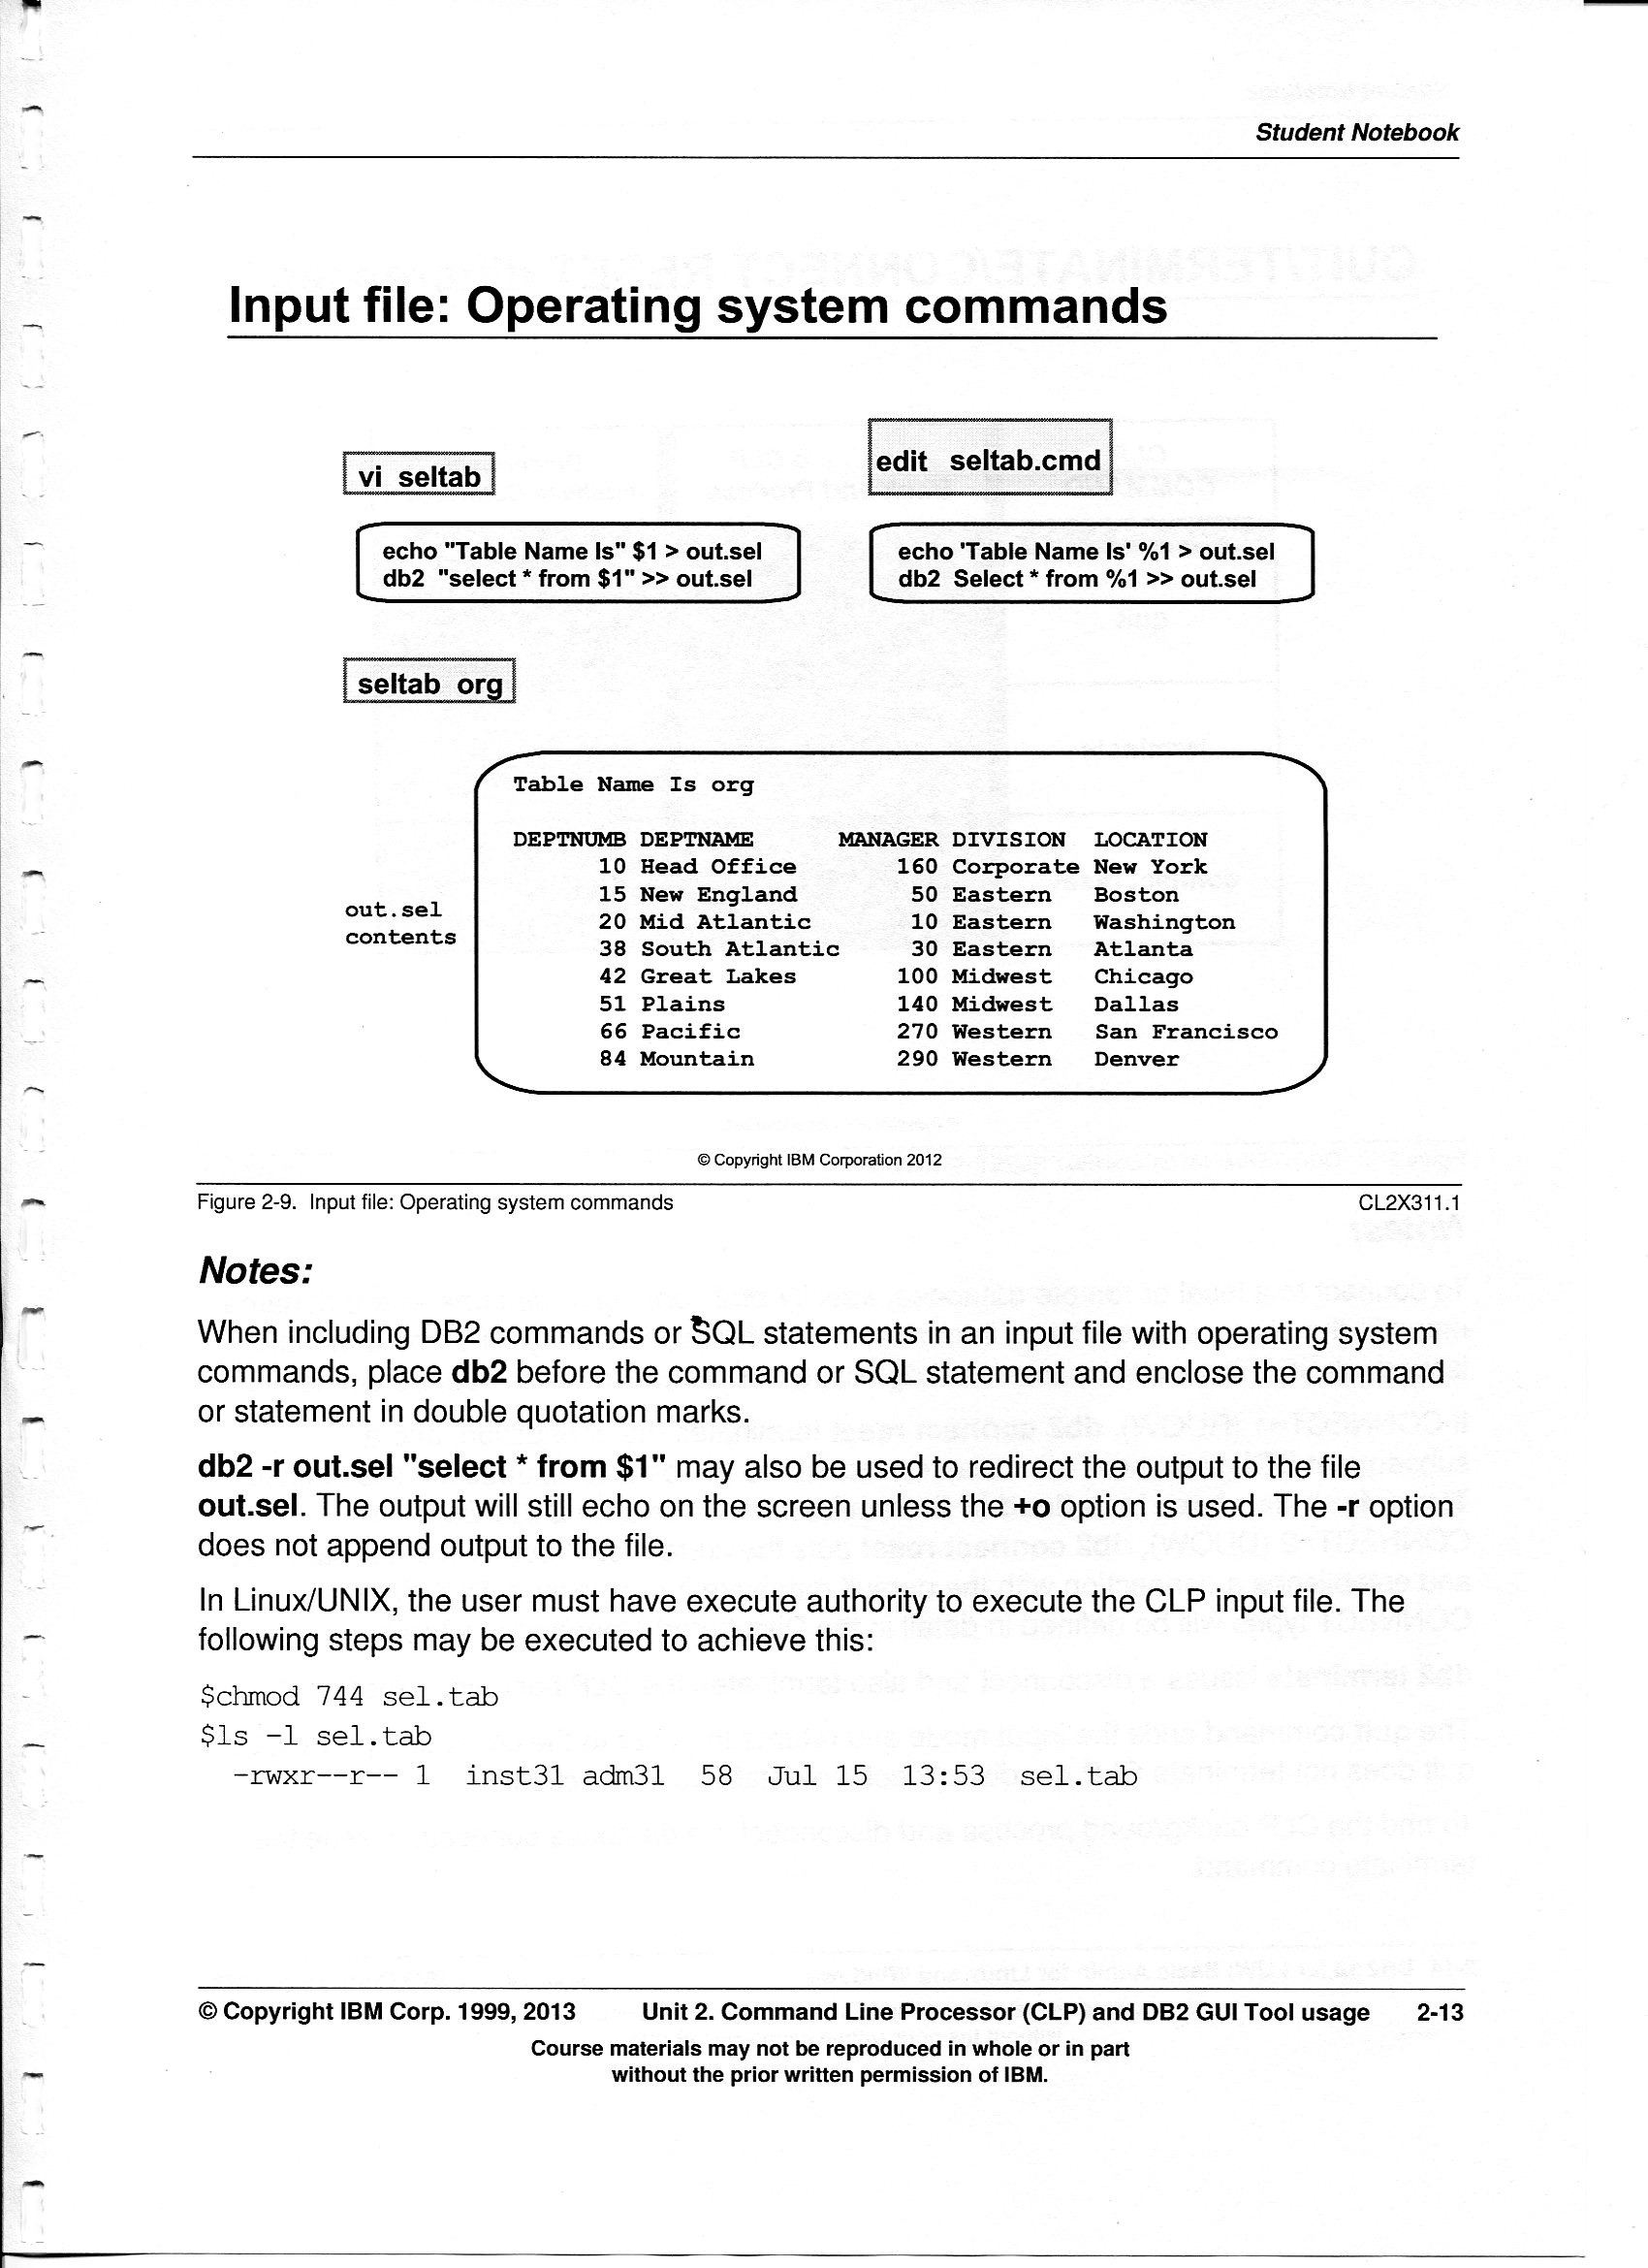 Student Notebook
Input file: Operating system commands
vi seltab
edit seltab.cmd
echo "Table Name Is" $1 > out.sel
db2 "select * from $1" >> out.sel
echo 'Table Name Is' %1 > out.sel
db2 Select * from %1 >> out.sel
seltab org
out.sel
contents
Table Name Is org
DEPTNUMB DEPTNAME MANAGER DIVISION LOCATION
10 Head Office 160 Corporate New York
15 New England 50 Eastern Boston
20 Mid Atlantic 10 Eastern Washington
38 South Atlantic 30 Eastern Atlanta
42 Great Lakes 100 Midwest Chicago
51 Plains 140 Midwest Dallas
66 Pacific 270 Western San Francisco
84 Mountain 290 Western Denver
© Copyright IBM Corporation 2012
Figure 2-9. Input file: Operating system commands CL2X311.1
Notes:
When including DB2 commands or SQL statements in an input file with operating system
commands, place db2 before the command or SQL statement and enclose the command
or statement in double quotation marks.
db2 -r out.sel "select * from $1" may also be used to redirect the output to the file
out.sel. The output will still echo on the screen unless the +o option is used. The -r option
does not append output to the file.
In Linux/UNIX, the user must have execute authority to execute the CLP input file. The
following steps may be executed to achieve this:
$chmod 744 sel.tab
$ls -l sel.tab
-rwxr--r-- 1 inst31 adm31 58 Jul 15 13:53 sel.tab
© Copyright IBM Corp. 1999, 2013 Unit 2. Command Line Processor (CLP) and DB2 GUI Tool usage 2-13
Course materials may not be reproduced in whole or in part
without the prior written permission of IBM.